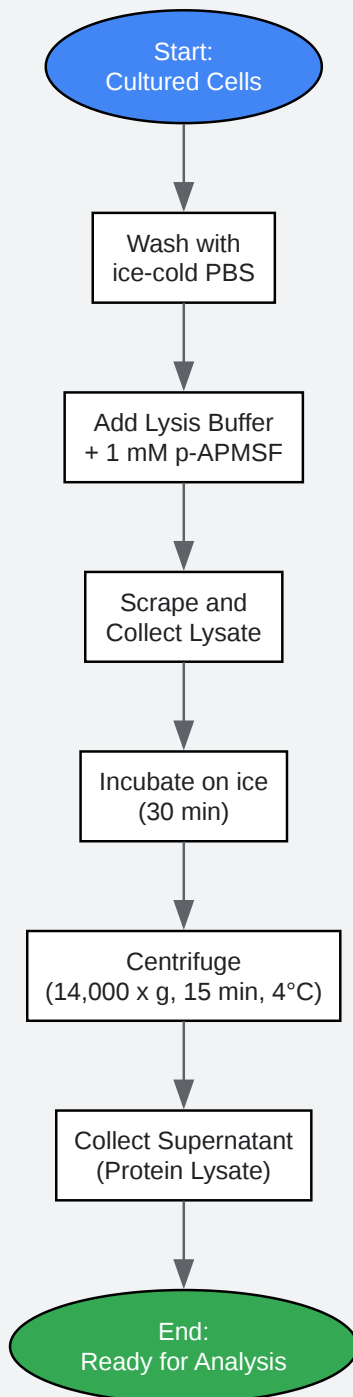 Start:
Cultured Cells
Wash with
ice-cold PBS
Add Lysis Buffer
+ 1 mM p-APMSF
Scrape and
Collect Lysate
Incubate on ice
(30 min)
Centrifuge
(14,000 x g, 15 min, 4°C)
Collect Supernatant
(Protein Lysate)
End:
Ready for Analysis